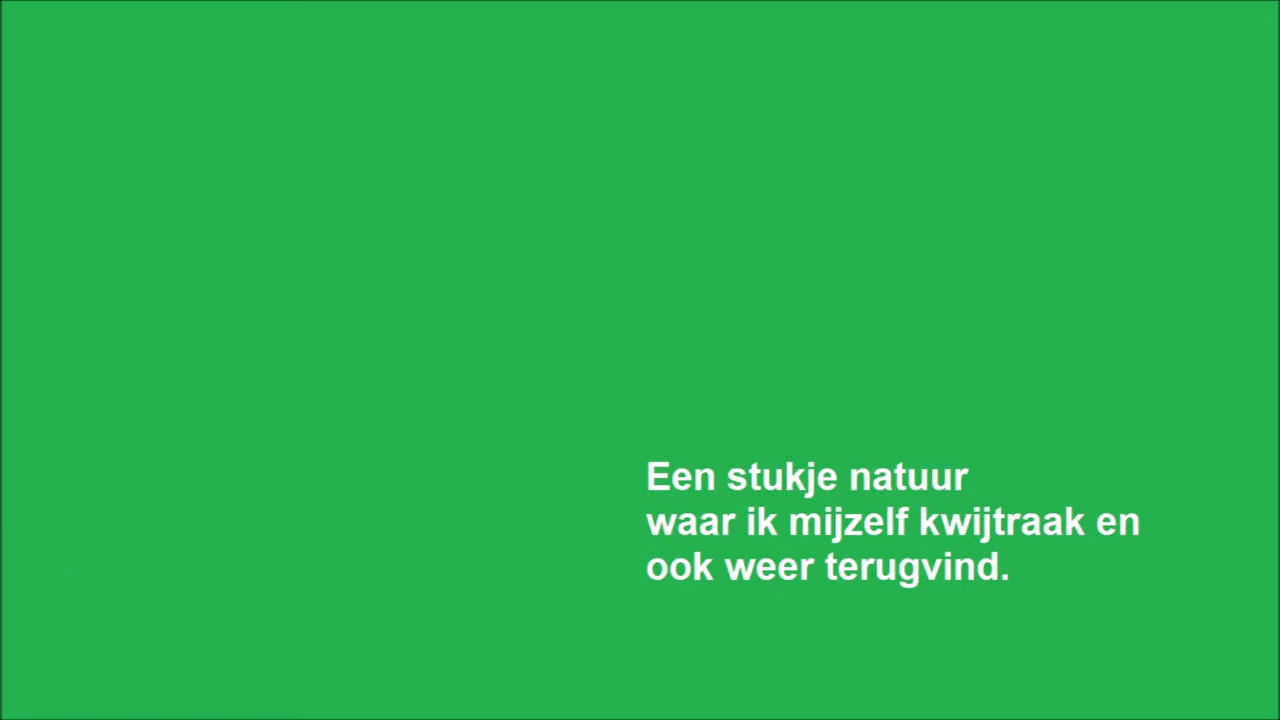 Een stukje natuur
waar ik mijzelf kwijtraak en
ook weer terugvind.